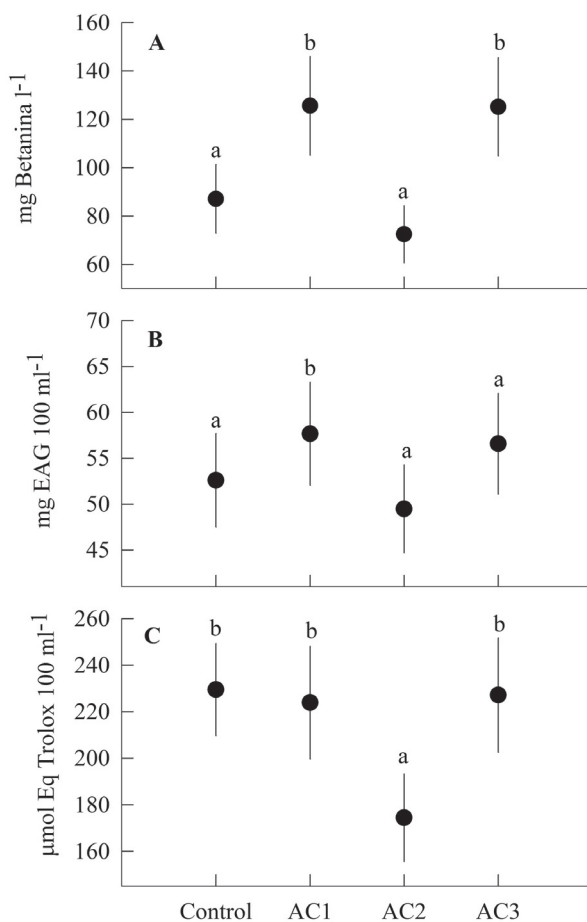 160
140
120
100
80
60
mg Betanina l⁻¹
A
a
b
a
b
70
65
60
55
50
45
mg EAG 100 ml⁻¹
B
a
b
a
a
260
240
220
200
180
160
µmol Eq Trolox 100 ml⁻¹
C
b
b
a
b
Control AC1 AC2 AC3